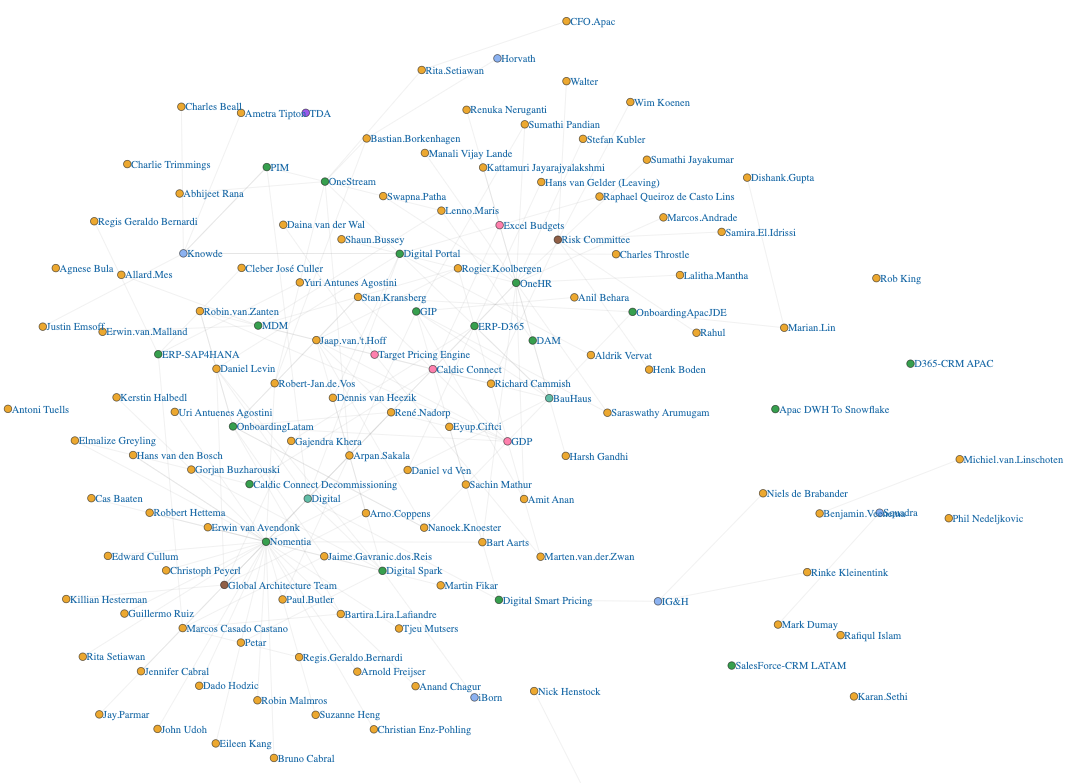 CFO.Apac
Horvath
Rita.Setiawan
Walter
Wim Koenen
Charles Beall
Ametra Tipton
TDA
Renuka Neruganti
Sumathi Pandian
Bastian.Borkenhagen
Stefan Kubler
Manali Vijay Lande
Sumathi Jayakumar
Charlie Trimmings
PIM
Kattamuri Jayarajyalakshmi
Dishank.Gupta
OneStream
Hans van Gelder (Leaving)
Abhijeet Rana
Swapna.Patha
Raphael Queiroz de Casto Lins
Lenno.Maris
Marcos.Andrade
Regis Geraldo Bernardi
Daina van der Wal
Excel Budgets
Samira.El.Idrissi
Shaun.Bussey
Risk Committee
Knowde
Digital Portal
Charles Throstle
Agnese Bula
Allard.Mes
Cleber José Culler
Rogier.Koolbergen
Lalitha.Mantha
Rob King
Yuri Antunes Agostini
OneHR
Stan.Kransberg
Anil Behara
Robin.van.Zanten
GIP
OnboardingApacJDE
Justin Emsoff
Erwin.van.Malland
MDM
ERP-D365
Rahul
Marian.Lin
Jaap.van.'t.Hoff
DAM
ERP-SAP4HANA
Target Pricing Engine
Aldrik Vervat
Daniel Levin
Caldic Connect
Henk Boden
D365-CRM APAC
Robert-Jan.de.Vos
Richard Cammish
Kerstin Halbedl
Dennis van Heezik
BauHaus
Antoni Tuells
Uri Antuenes Agostini
René.Nadorp
Saraswathy Arumugam
Apac DWH To Snowflake
OnboardingLatam
Eyup.Ciftci
Elmalize Greyling
Gajendra Khera
GDP
Hans van den Bosch
Arpan.Sakala
Harsh Gandhi
Michiel.van.Linschoten
Gorjan Buzharouski
Daniel vd Ven
Caldic Connect Decommissioning
Sachin Mathur
Cas Baaten
Digital
Amit Anan
Niels de Brabander
Robbert Hettema
Arno.Coppens
Squadra
Phil Nedeljkovic
Erwin van Avendonk
Nanoek.Knoester
Nomentia
Bart Aarts
Edward Cullum
Jaime.Gavranic.dos.Reis
Marten.van.der.Zwan
Christoph Peyerl
Digital Spark
Rinke Kleinentink
Global Architecture Team
Martin Fikar
Killian Hesterman
Paul.Butler
Digital Smart Pricing
IG&H
Guillermo Ruiz
Bartira.Lira.Lafiandre
Marcos Casado Castano
Tjeu Mutsers
Mark Dumay
Rafiqul Islam
Petar
Rita Setiawan
Regis.Geraldo.Bernardi
SalesForce-CRM LATAM
Jennifer Cabral
Arnold Freijser
Dado Hodzic
Anand Chagur
Nick Henstock
Robin Malmros
iBorn
Karan.Sethi
Jay.Parmar
Suzanne Heng
John Udoh
Christian Enz-Pohling
Eileen Kang
Bruno Cabral